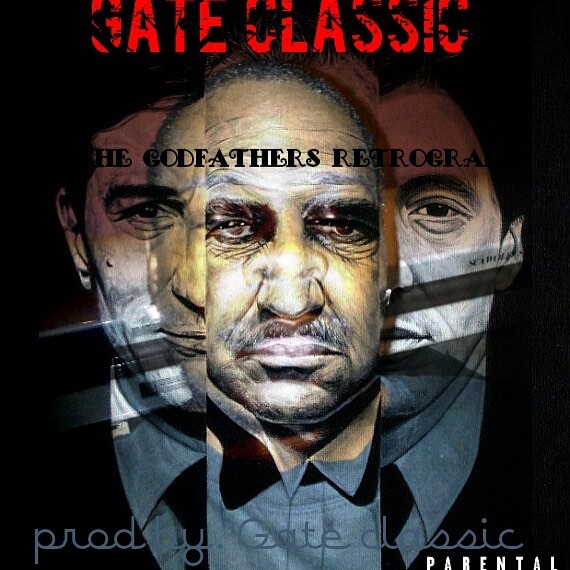 GATE CLASSIC
THE GODFATHERS RETROGRA
prod by. Gate classic
PARENTAL